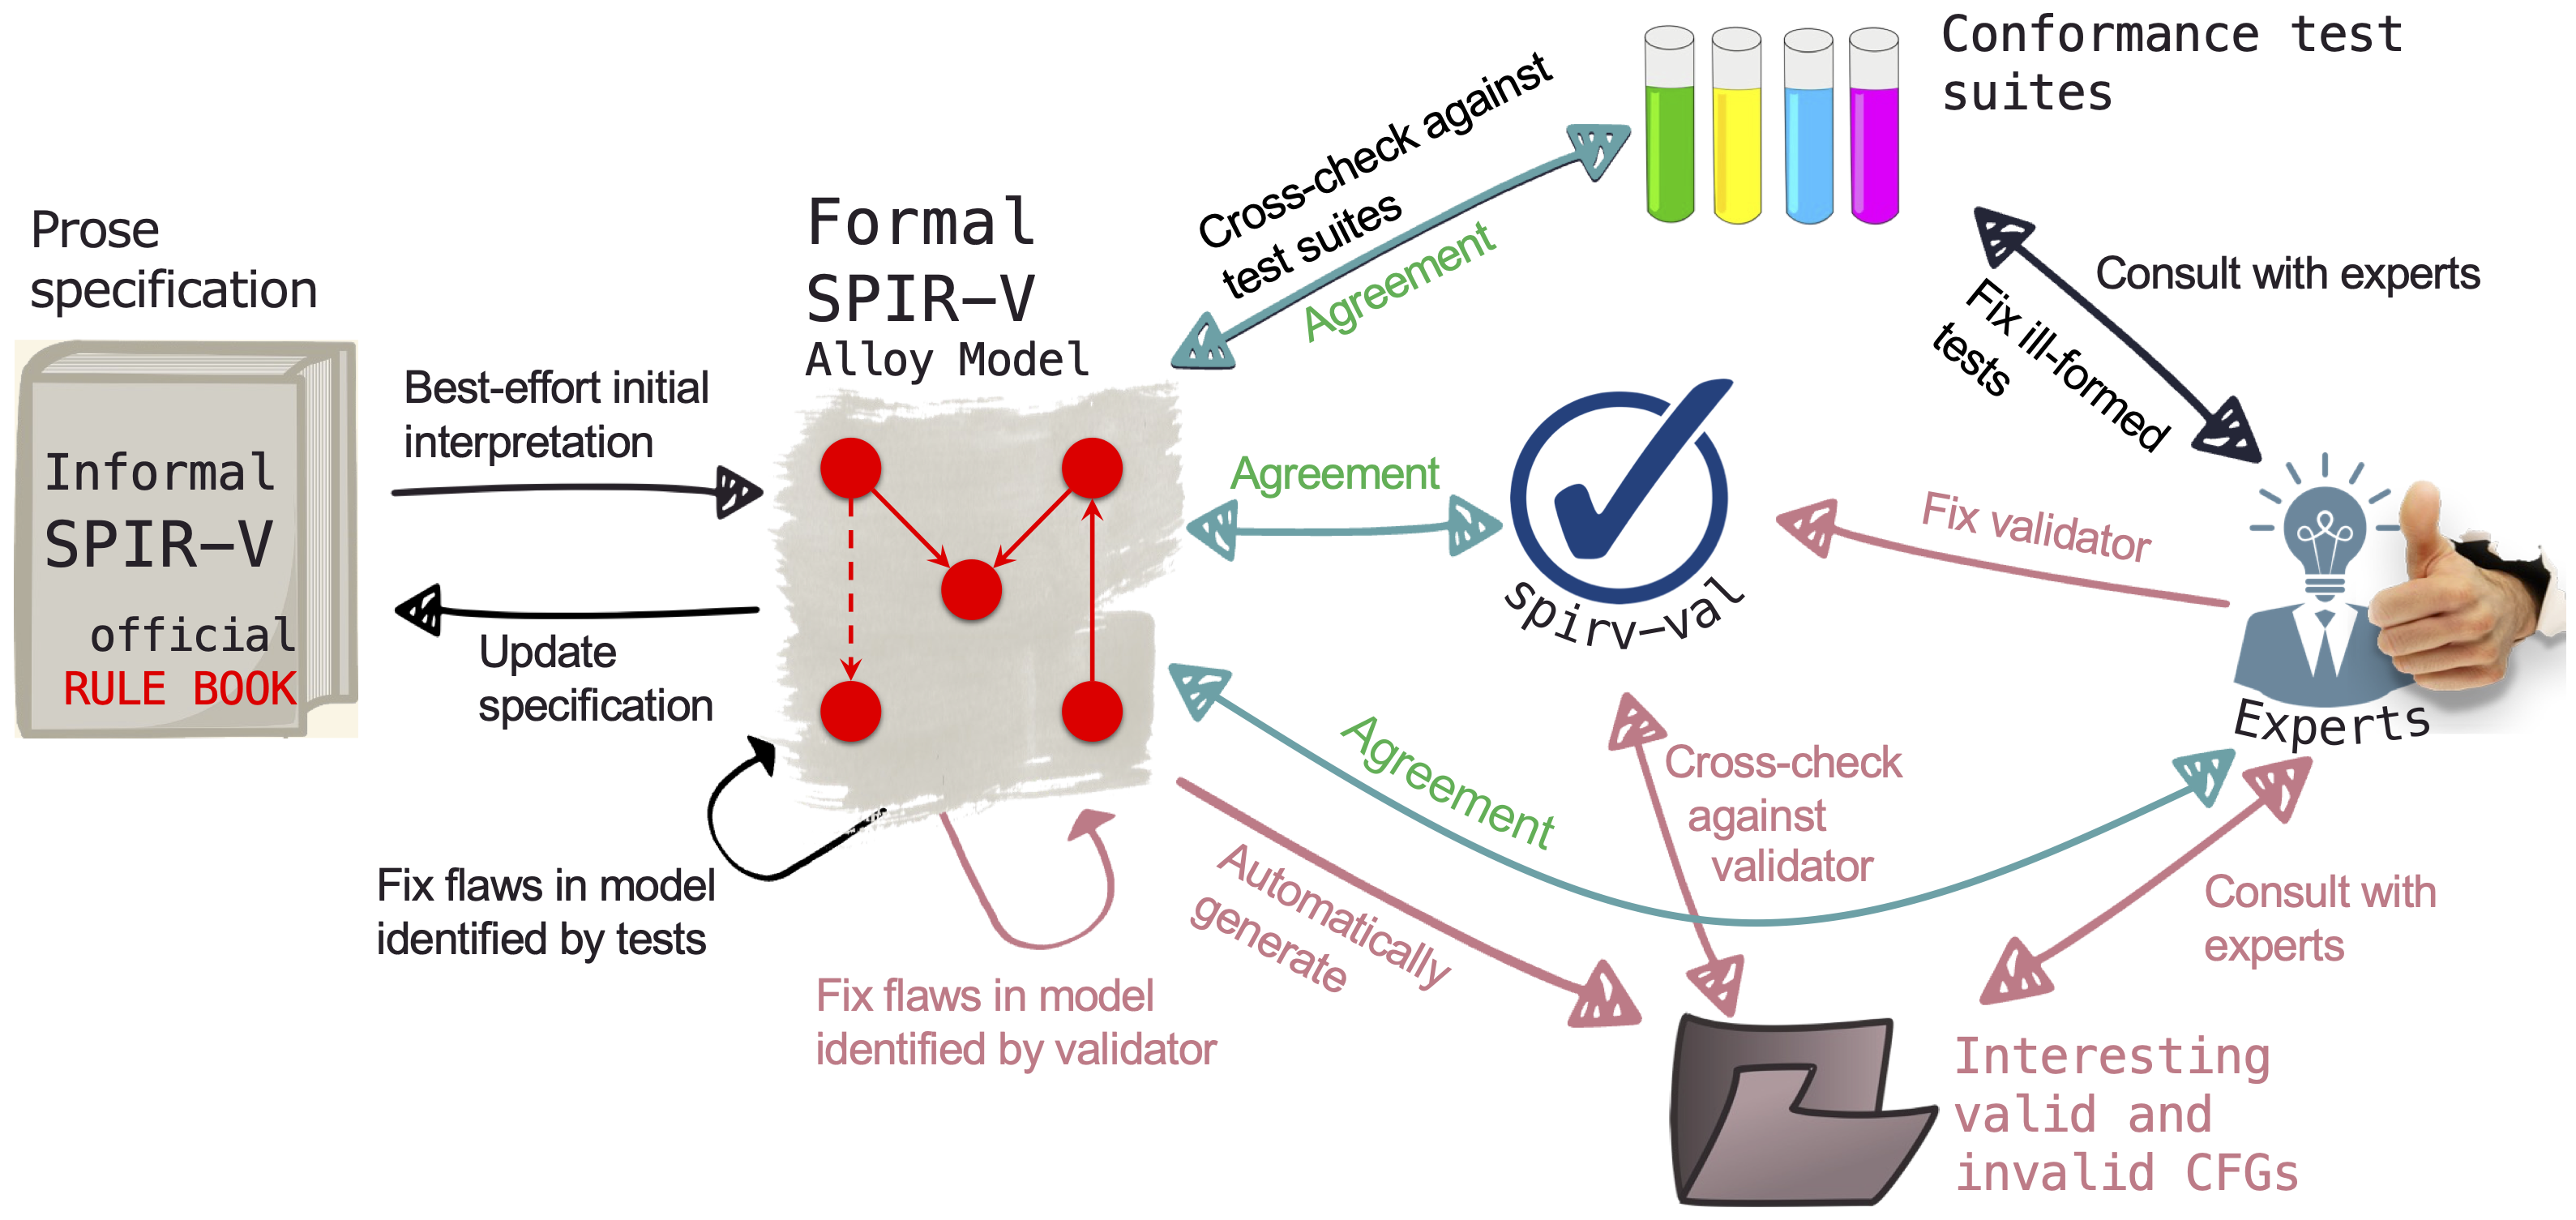 Prose
specification
Informal
SPIR–V
official
RULE BOOK
Best-effort initial
interpretation
Update
specification
Formal
SPIR–V
Alloy Model
Fix flaws in model
identified by tests
Fix flaws in model
identified by validator
Cross-check against
test suites
Agreement
Conformance test
suites
Consult with experts
Fix ill-formed
tests
Agreement
spirv–val
Fix validator
Experts
Agreement
Cross-check
against
validator
Automatically
generate
Consult with
experts
Interesting
valid and
invalid CFGs